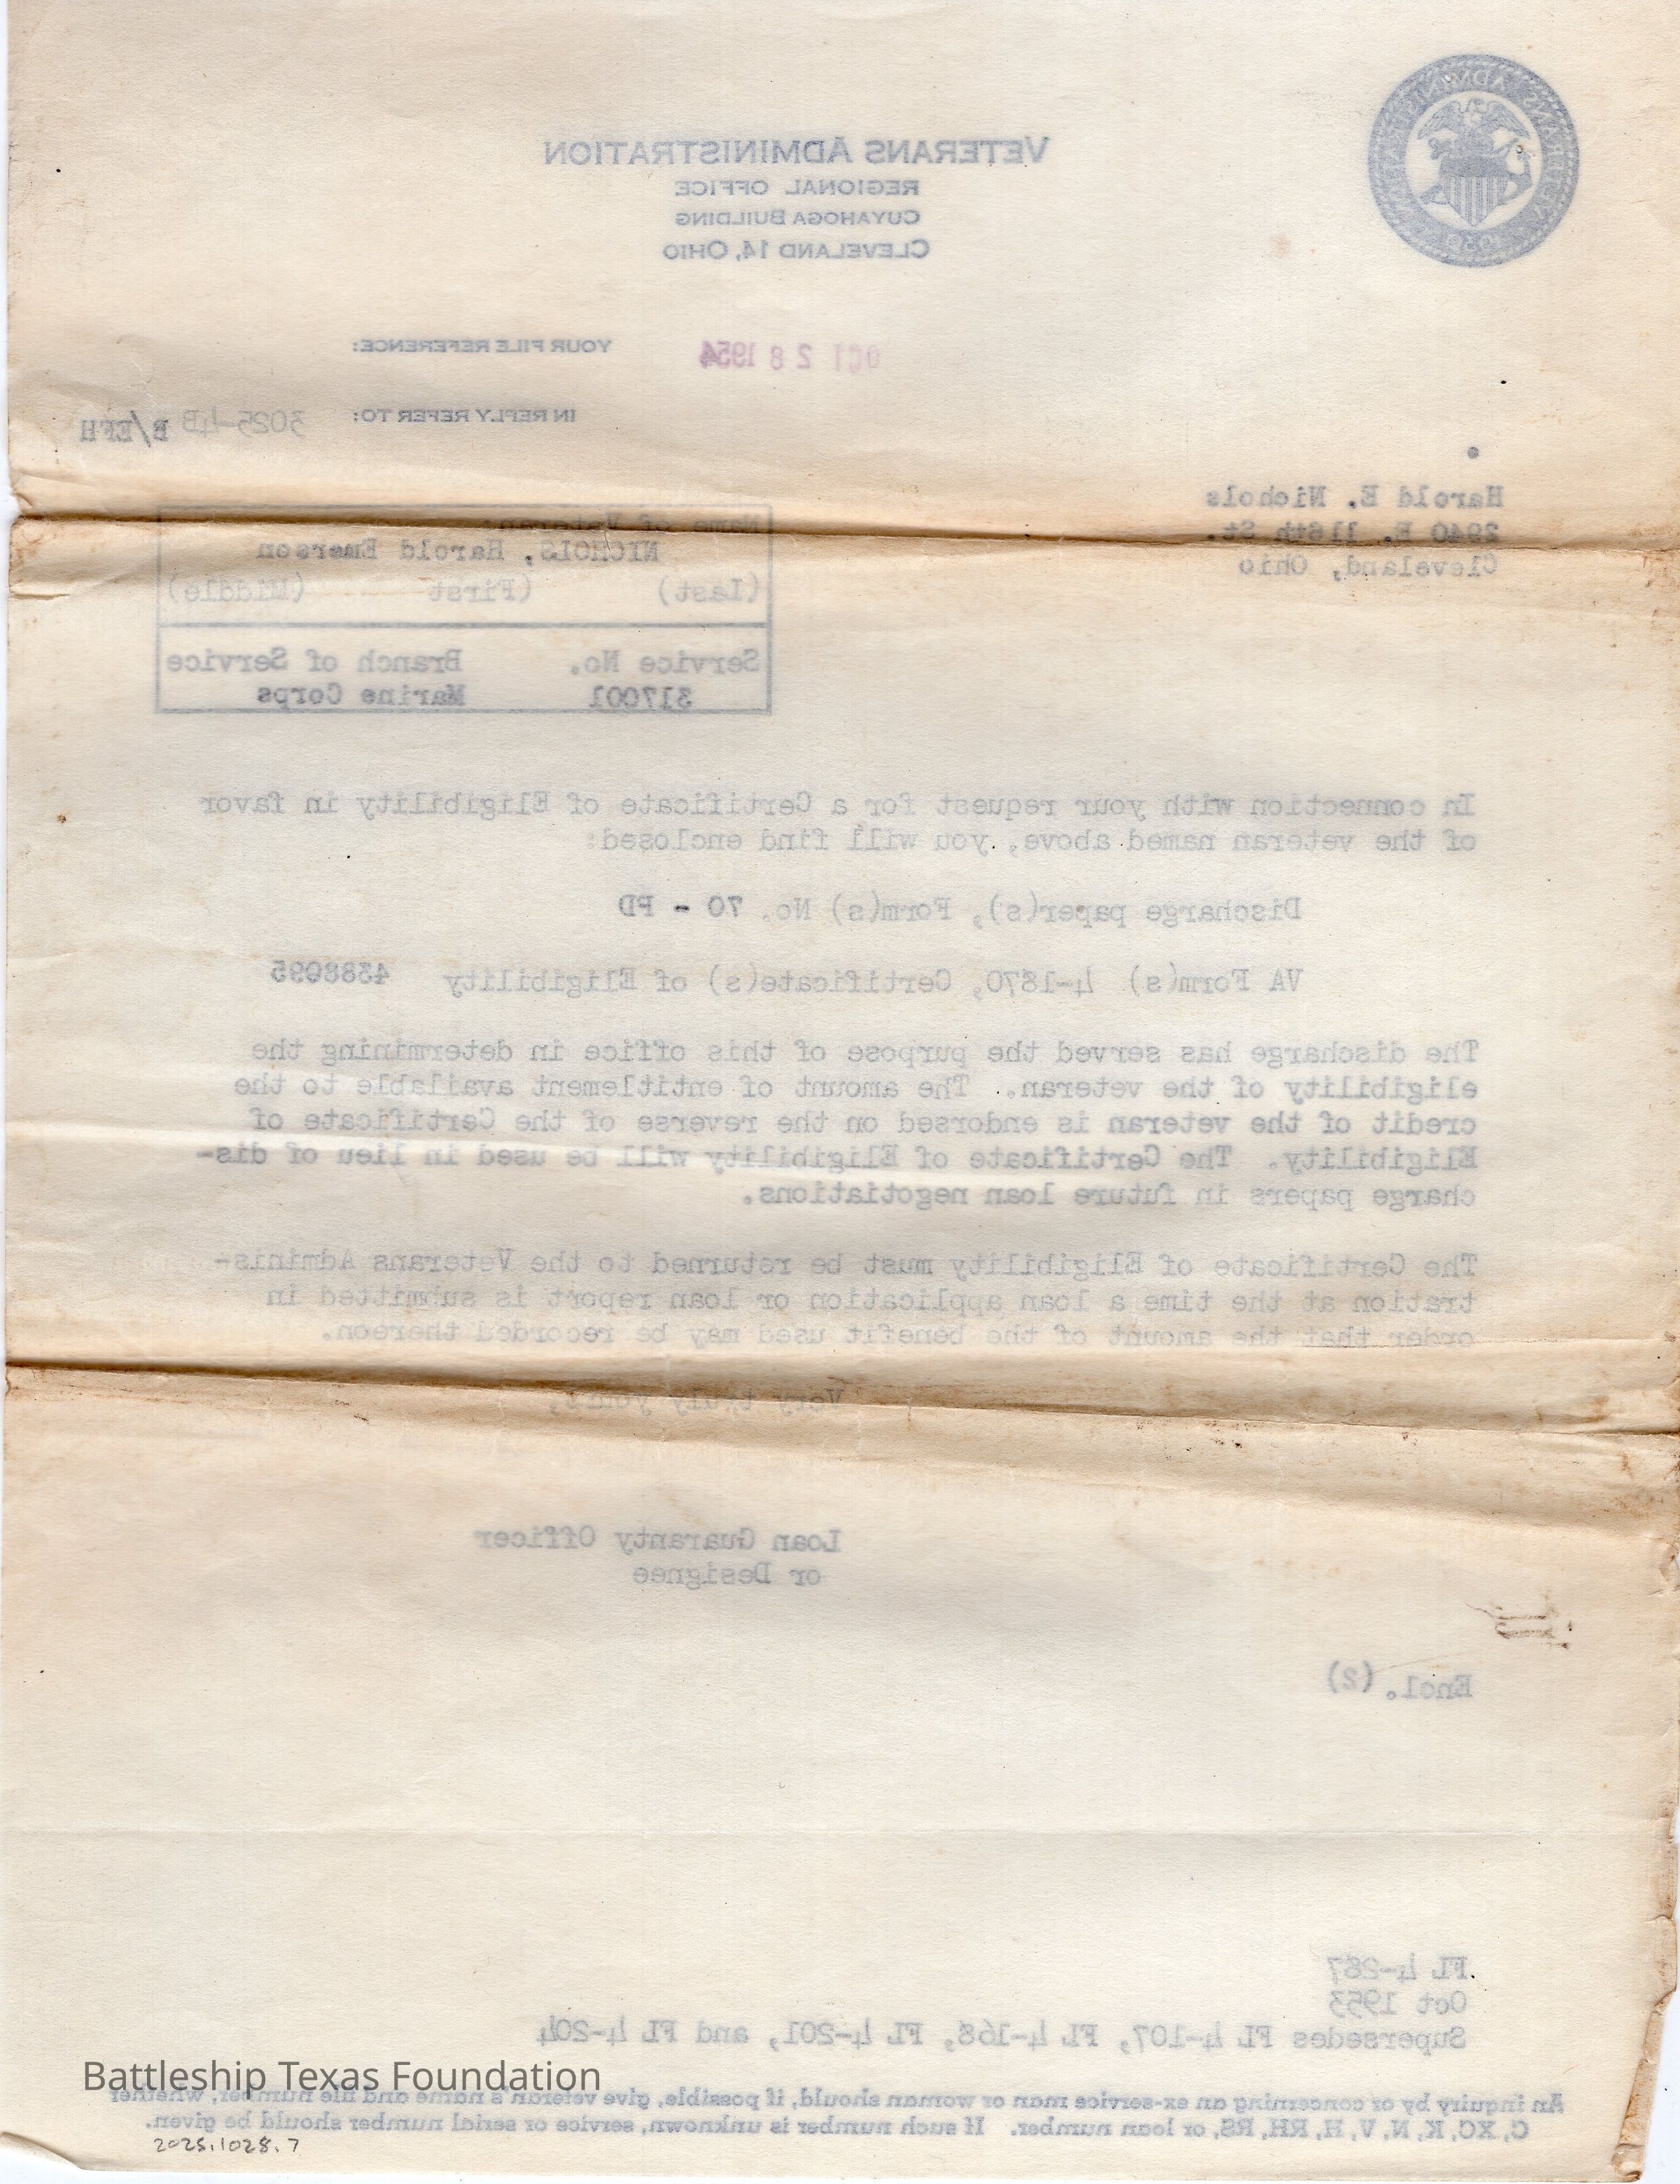 VETERANS ADMINISTRATION
REGIONAL OFFICE
CUYAHOGA BUILDING
CLEVELAND 14, OHIO
OCT 28 1954
YOUR FILE REFERENCE:
IN REPLY REFER TO: 3025-4B B/EFH
Harold E. Nichols
2940 E. 116th St.
Cleveland, Ohio
Name of Veteran:
NICHOLS, Harold Emerson
(Last) (First (Middle)
Service No. Branch of Service
317001 Marine Corps
In connection with your request for a Certificate of Eligibility in favor
of the veteran named above, you will find enclosed:
Discharge paper(s), Form(s) No. 70 - PD
VA Form(s) 4-1870, Certificate(s) of Eligibility 4388095
The discharge has served the purpose of this office in determining the
eligibility of the veteran. The amount of entitlement available to the
credit of the veteran is endorsed on the reverse of the Certificate of
Eligibility. The Certificate of Eligibility will be used in lieu of dis-
charge papers in future loan negotiations.
The Certificate of Eligibility must be returned to the Veterans Adminis-
tration at the time a loan application or loan report is submitted in
order that the amount of the benefit used may be recorded thereon.
Very truly yours,
Loan Guaranty Officer
or Designee
Encl. (2)
FL 4-287
Oct 1953
Supersedes FL 4-107, FL 4-168, FL 4-201, and FL 4-204
Battleship Texas Foundation
An inquiry by or concerning an ex-service man or woman should, if possible, give veteran's name and file number, whether
C, XC, K, N, V, H, RH, RS, or loan number. If such number is unknown, service or serial number should be given.
2025.1028.7